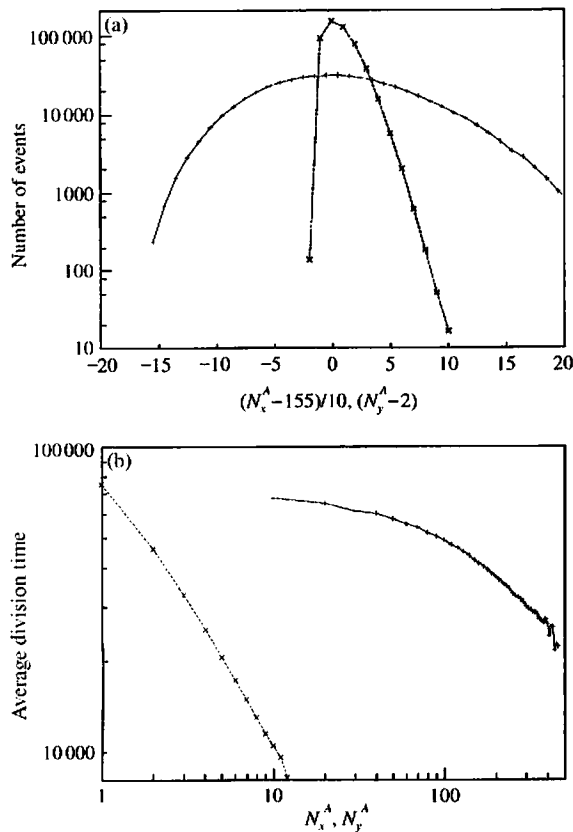 (a)
Number of events
100 000
10 000
1000
100
10
−20 −15 −10 −5 0 5 10 15 20
(N_x^A−155)/10, (N_y^A−2)
(b)
Average division time
100 000
10 000
1 10 100
N_x^A, N_y^A